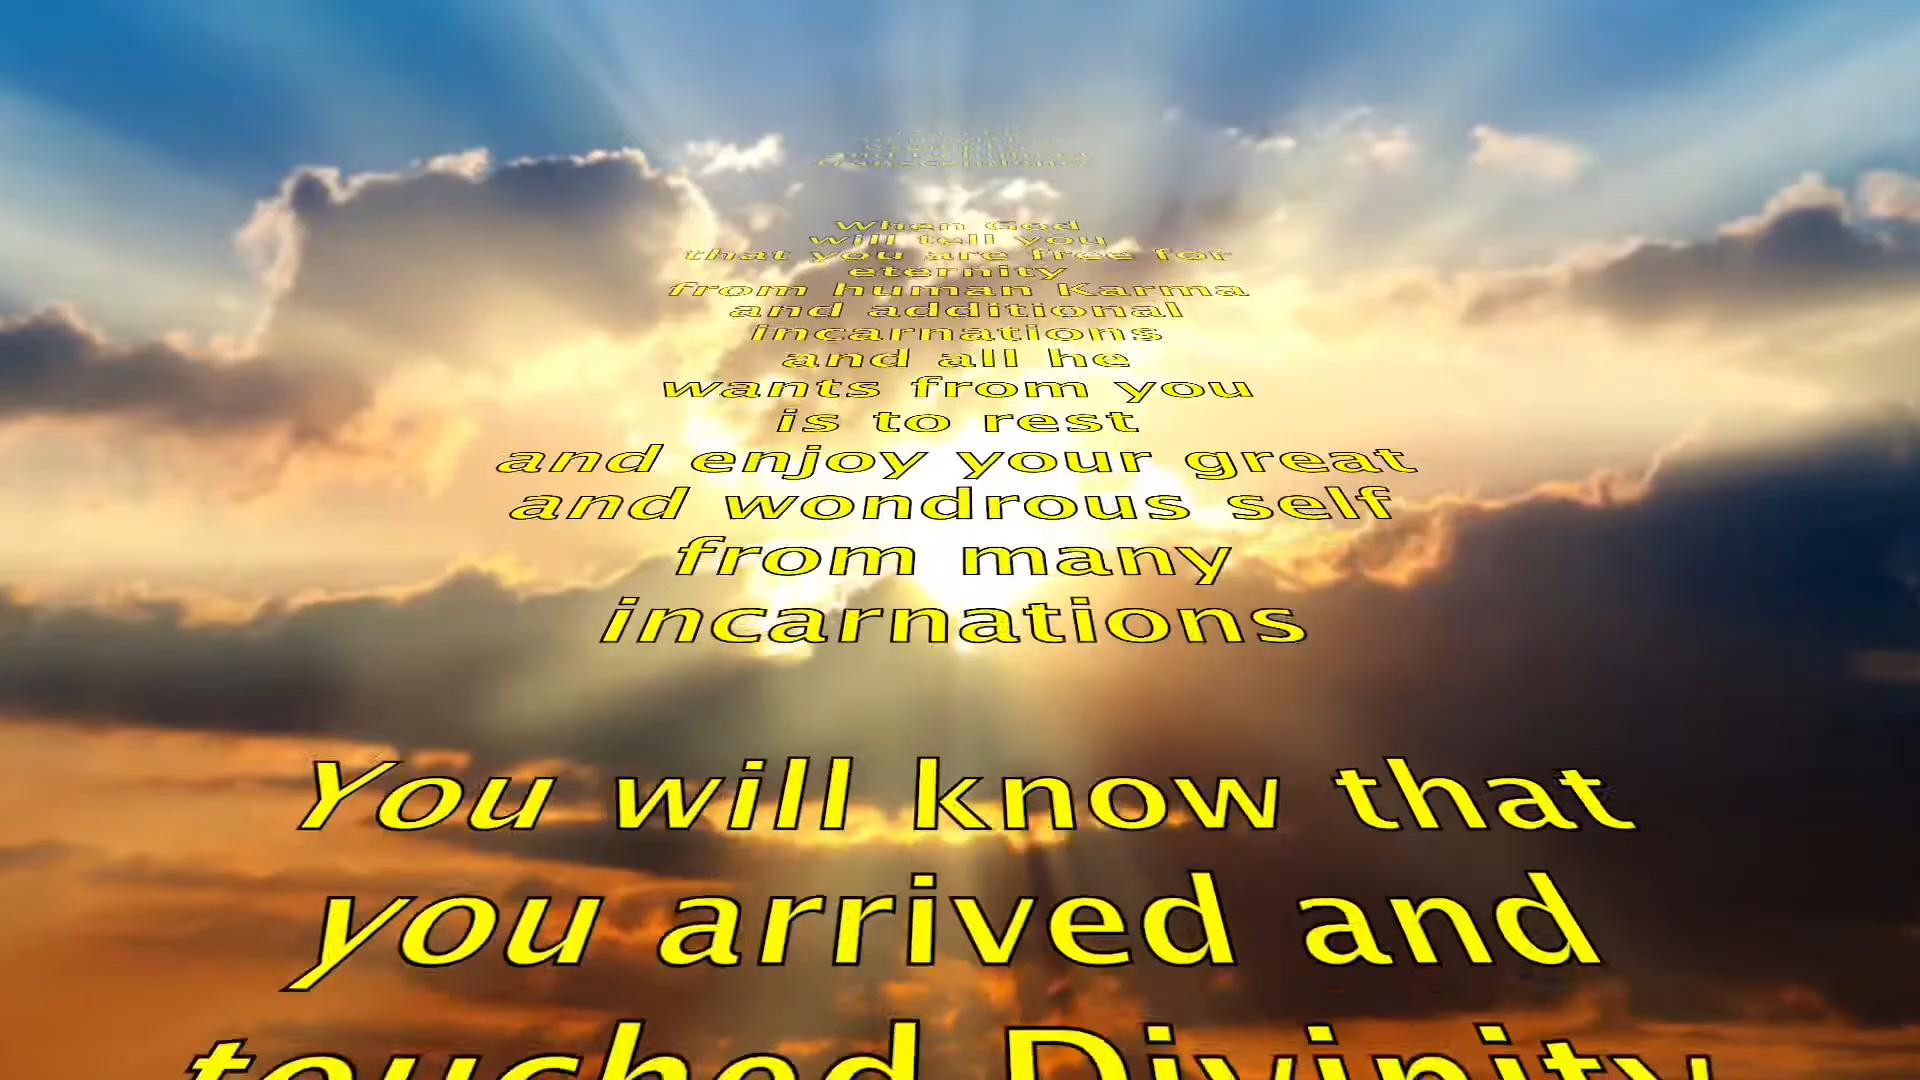 When God
will tell you
that you are free for
eternity
from human Karma
and additional
incarnations
and all he
wants from you
is to rest
and enjoy your great
and wondrous self
from many
incarnations
You will know that
you arrived and
touched Divinity